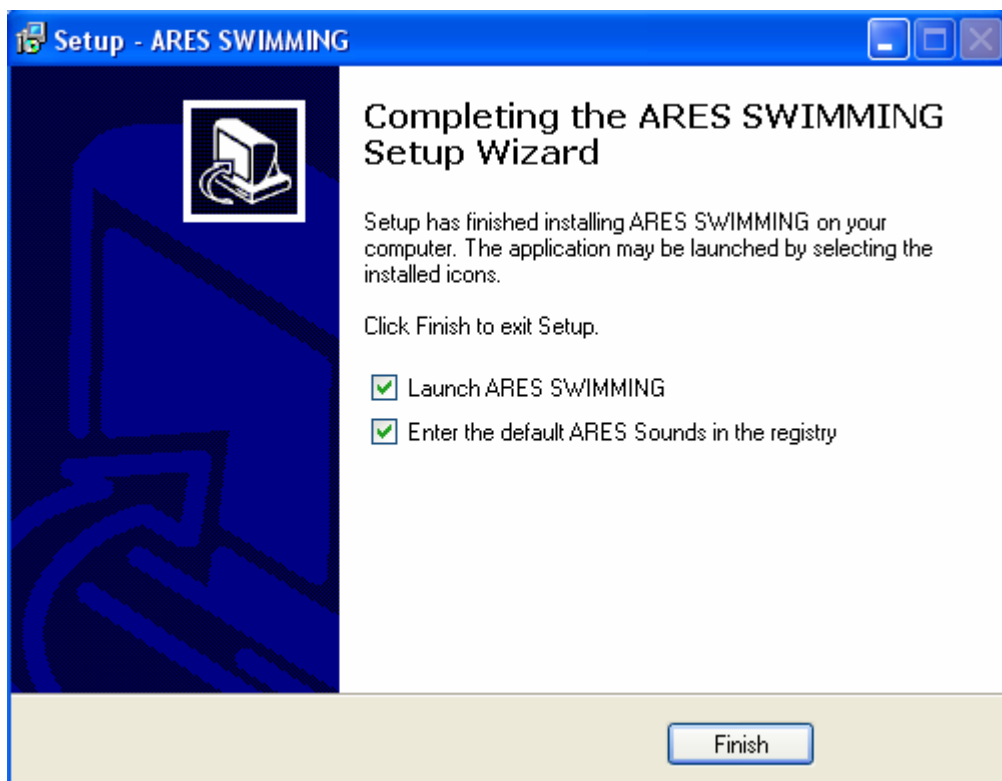 Setup - ARES SWIMMING
Completing the ARES SWIMMING
Setup Wizard
Setup has finished installing ARES SWIMMING on your
computer. The application may be launched by selecting the
installed icons.
Click Finish to exit Setup.
Launch ARES SWIMMING
Enter the default ARES Sounds in the registry
Finish